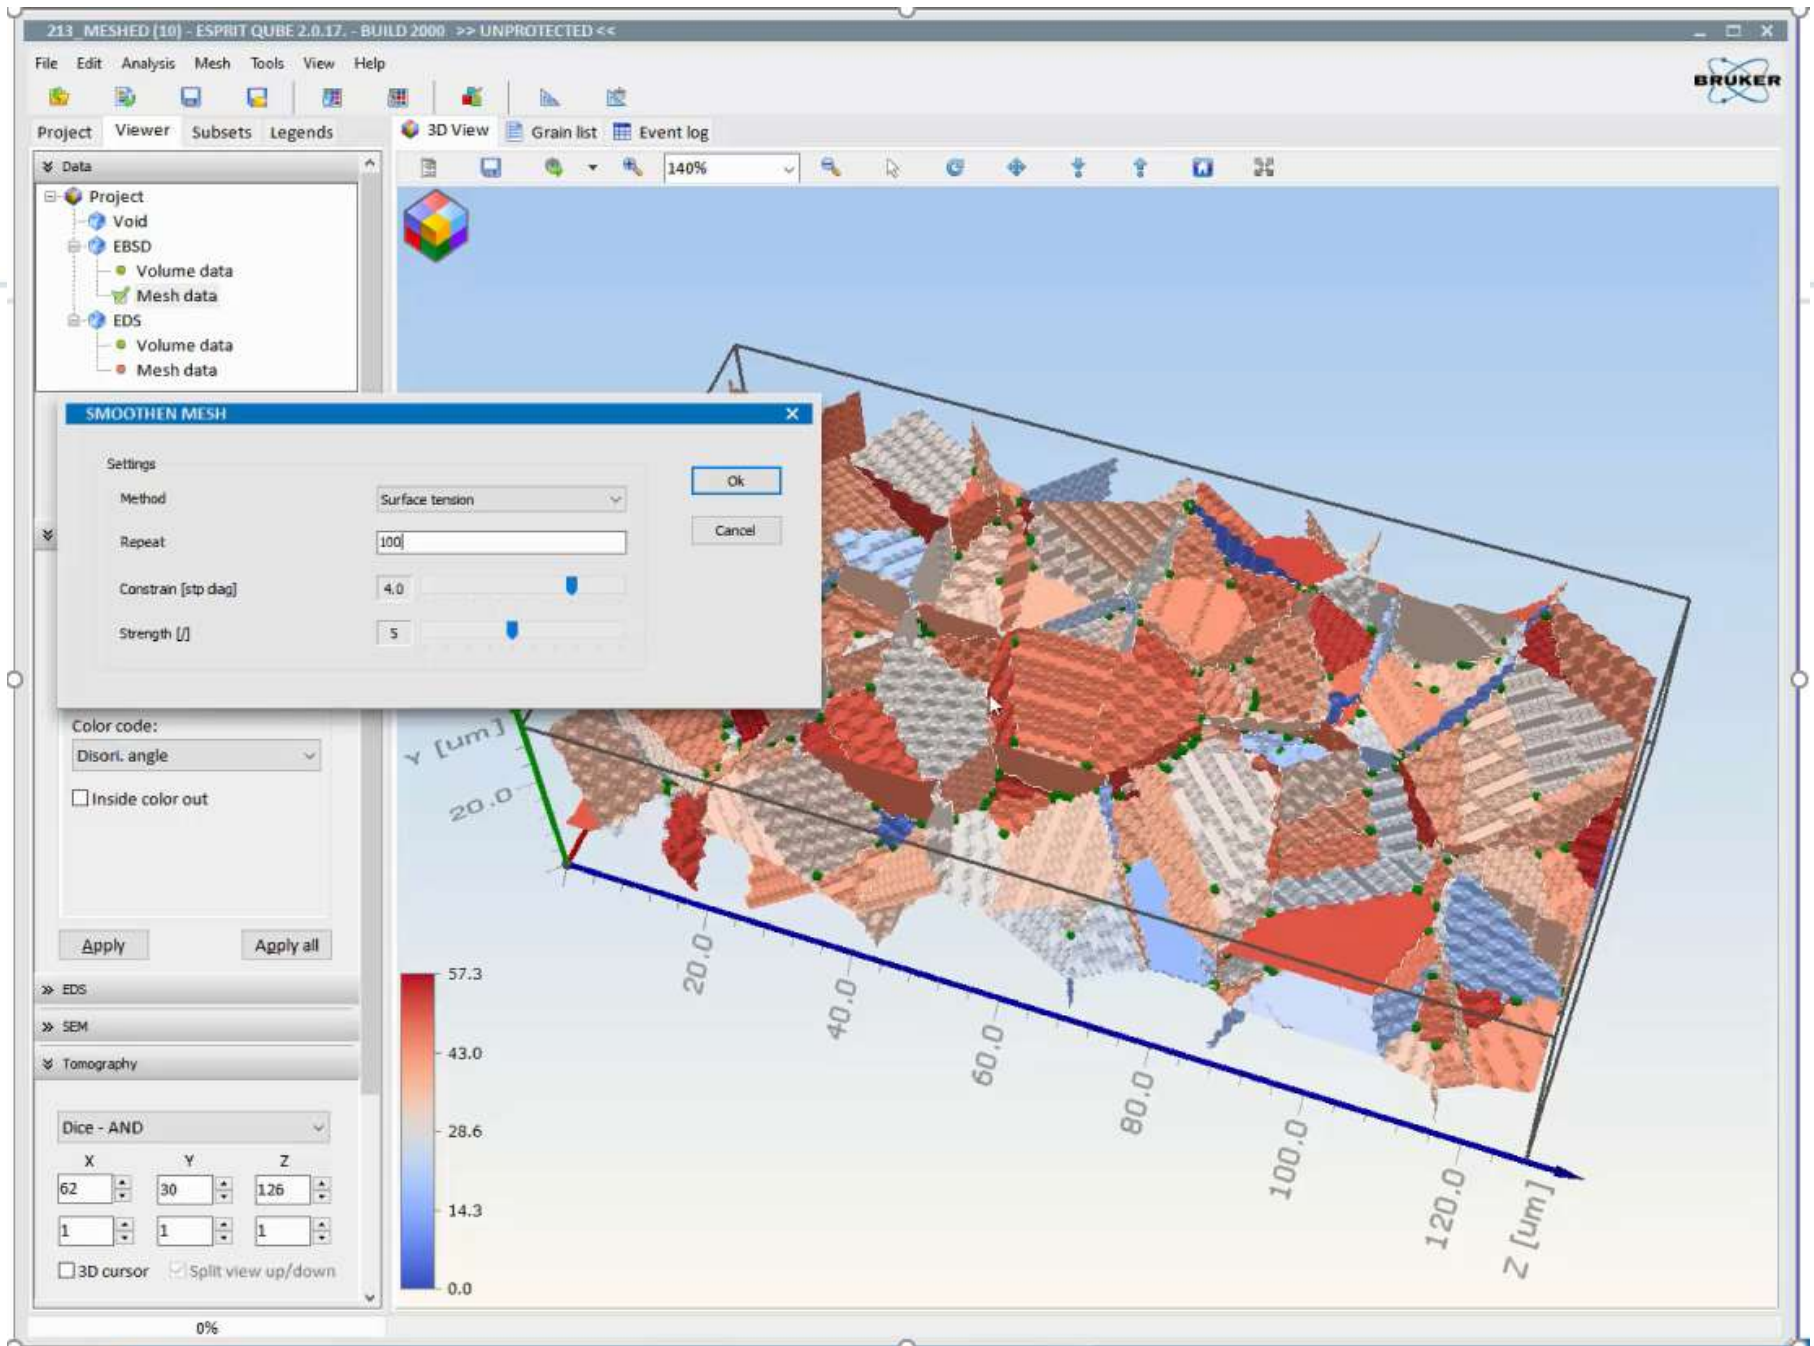 213_MESHED (10) - ESPRIT QUBE 2.0.17. - BUILD 2000 >> UNPROTECTED <<
File Edit Analysis Mesh Tools View Help
BRUKER
Project Viewer Subsets Legends
3D View Grain list Event log
Data
140%
Project
Void
EBSD
Volume data
Mesh data
EDS
Volume data
Mesh data
SMOOTHEN MESH
Settings
Method Surface tension
Repeat 100
Constrain [stp diag] 4.0
Strength [/] 5
Ok
Cancel
Color code:
Disori. angle
Inside color out
Apply Apply all
EDS
SEM
Tomography
Dice - AND
X Y Z
62 30 126
1 1 1
3D cursor Split view up/down
0%
Y [um]
20.0
20.0
40.0
60.0
80.0
100.0
120.0
Z [um]
57.3
43.0
28.6
14.3
0.0